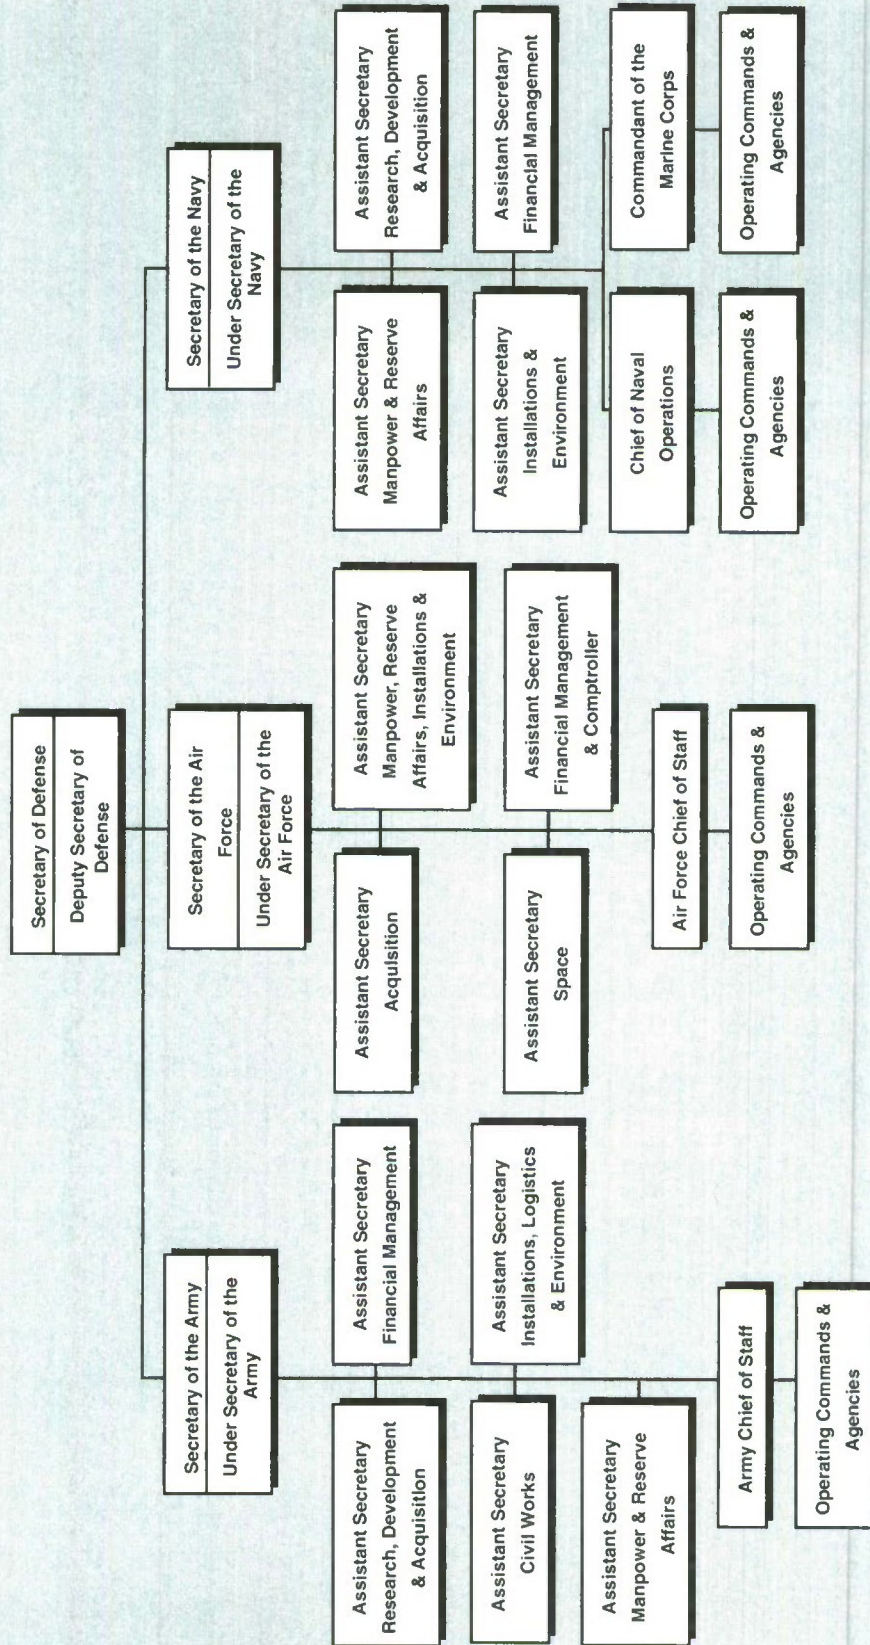 Secretary of Defense
Deputy Secretary of
Defense
Secretary of the Army
Under Secretary of the
Army
Assistant Secretary
Research, Development
& Acquisition
Assistant Secretary
Financial Management
Assistant Secretary
Civil Works
Assistant Secretary
Installations, Logistics
& Environment
Assistant Secretary
Manpower & Reserve
Affairs
Army Chief of Staff
Operating Commands &
Agencies
Secretary of the Air
Force
Under Secretary of the
Air Force
Assistant Secretary
Acquisition
Assistant Secretary
Manpower, Reserve
Affairs, Installations &
Environment
Assistant Secretary
Space
Assistant Secretary
Financial Management
& Comptroller
Air Force Chief of Staff
Operating Commands &
Agencies
Secretary of the Navy
Under Secretary of the
Navy
Assistant Secretary
Manpower & Reserve
Affairs
Assistant Secretary
Research, Development
& Acquisition
Assistant Secretary
Installations &
Environment
Assistant Secretary
Financial Management
Chief of Naval
Operations
Operating Commands &
Agencies
Commandant of the
Marine Corps
Operating Commands &
Agencies